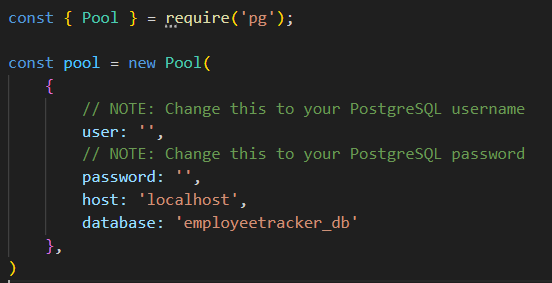 const { Pool } = require('pg');
const pool = new Pool(
{
// NOTE: Change this to your PostgreSQL username
user: '',
// NOTE: Change this to your PostgreSQL password
password: '',
host: 'localhost',
database: 'employeetracker_db'
},
)